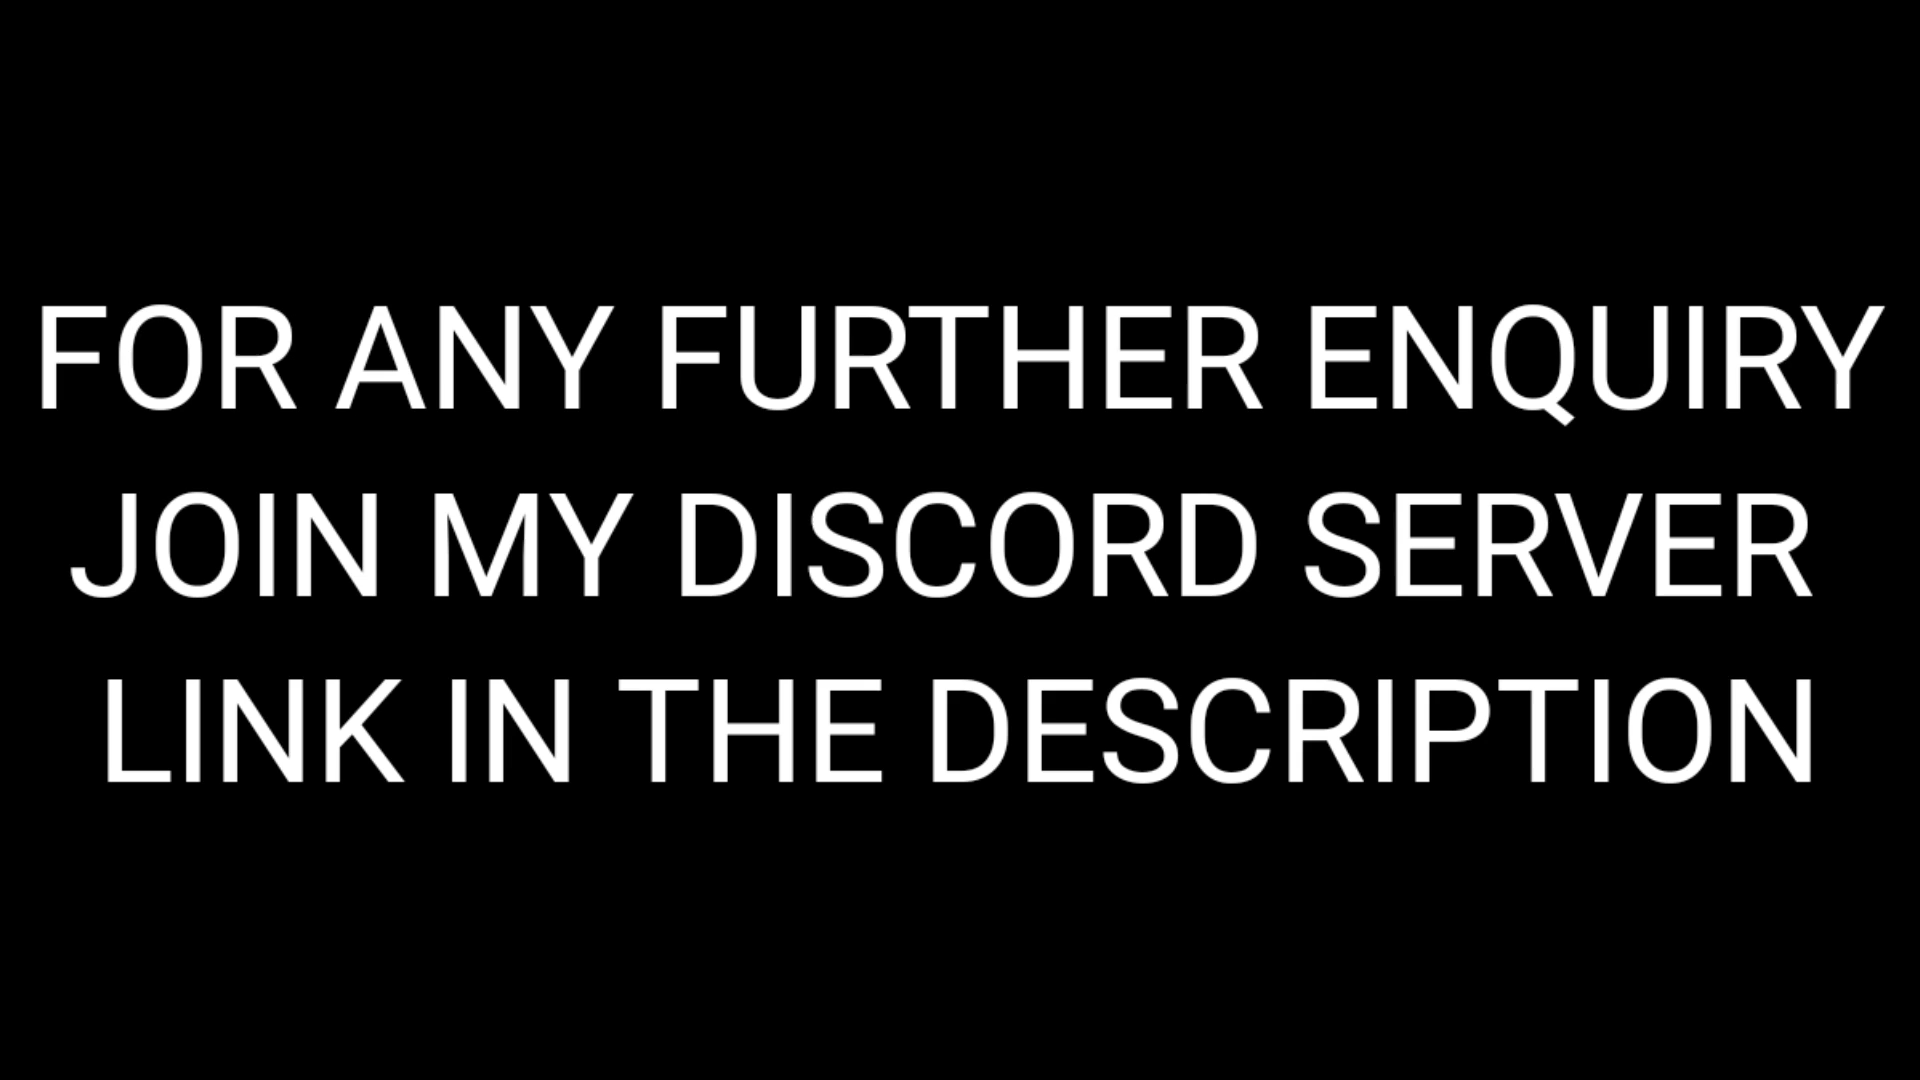 FOR ANY FURTHER ENQUIRY
JOIN MY DISCORD SERVER
LINK IN THE DESCRIPTION